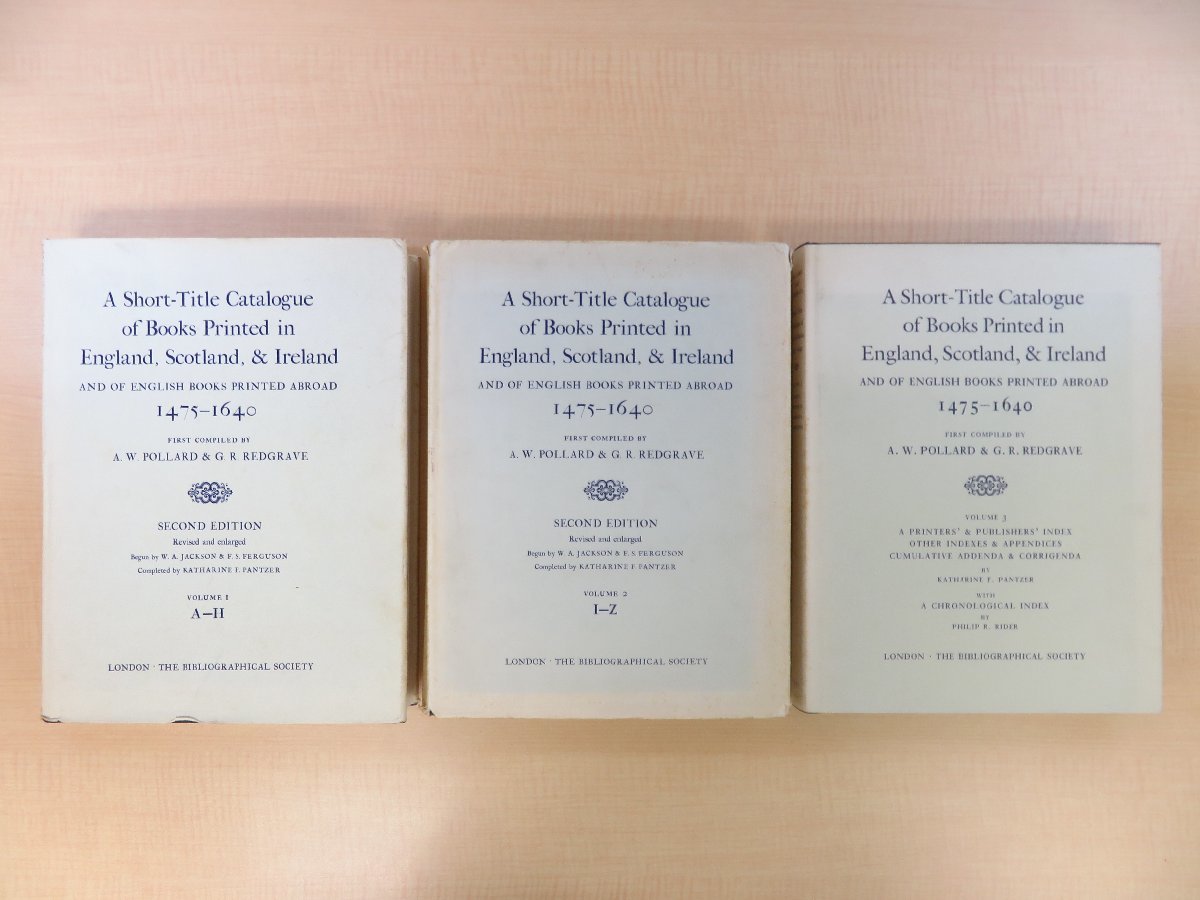 A Short-Title Catalogue
of Books Printed in
England, Scotland, & Ireland
AND OF ENGLISH BOOKS PRINTED ABROAD
1475–1640
FIRST COMPILED BY
A. W. POLLARD & G. R. REDGRAVE
SECOND EDITION
Revised and enlarged
Begun by W. A. JACKSON & F. S. FERGUSON
Completed by KATHARINE F. PANTZER
VOLUME 1
A–H
LONDON · THE BIBLIOGRAPHICAL SOCIETY
A Short-Title Catalogue
of Books Printed in
England, Scotland, & Ireland
AND OF ENGLISH BOOKS PRINTED ABROAD
1475–1640
FIRST COMPILED BY
A. W. POLLARD & G. R. REDGRAVE
SECOND EDITION
Revised and enlarged
Begun by W. A. JACKSON & F. S. FERGUSON
Completed by KATHARINE F. PANTZER
VOLUME 2
I–Z
LONDON · THE BIBLIOGRAPHICAL SOCIETY
A Short-Title Catalogue
of Books Printed in
England, Scotland, & Ireland
AND OF ENGLISH BOOKS PRINTED ABROAD
1475–1640
FIRST COMPILED BY
A. W. POLLARD & G. R. REDGRAVE
VOLUME 3
A PRINTERS' & PUBLISHERS' INDEX
OTHER INDEXES & APPENDICES
CUMULATIVE ADDENDA & CORRIGENDA
BY
KATHARINE F. PANTZER
WITH
A CHRONOLOGICAL INDEX
BY
PHILIP R. RIDER
LONDON · THE BIBLIOGRAPHICAL SOCIETY